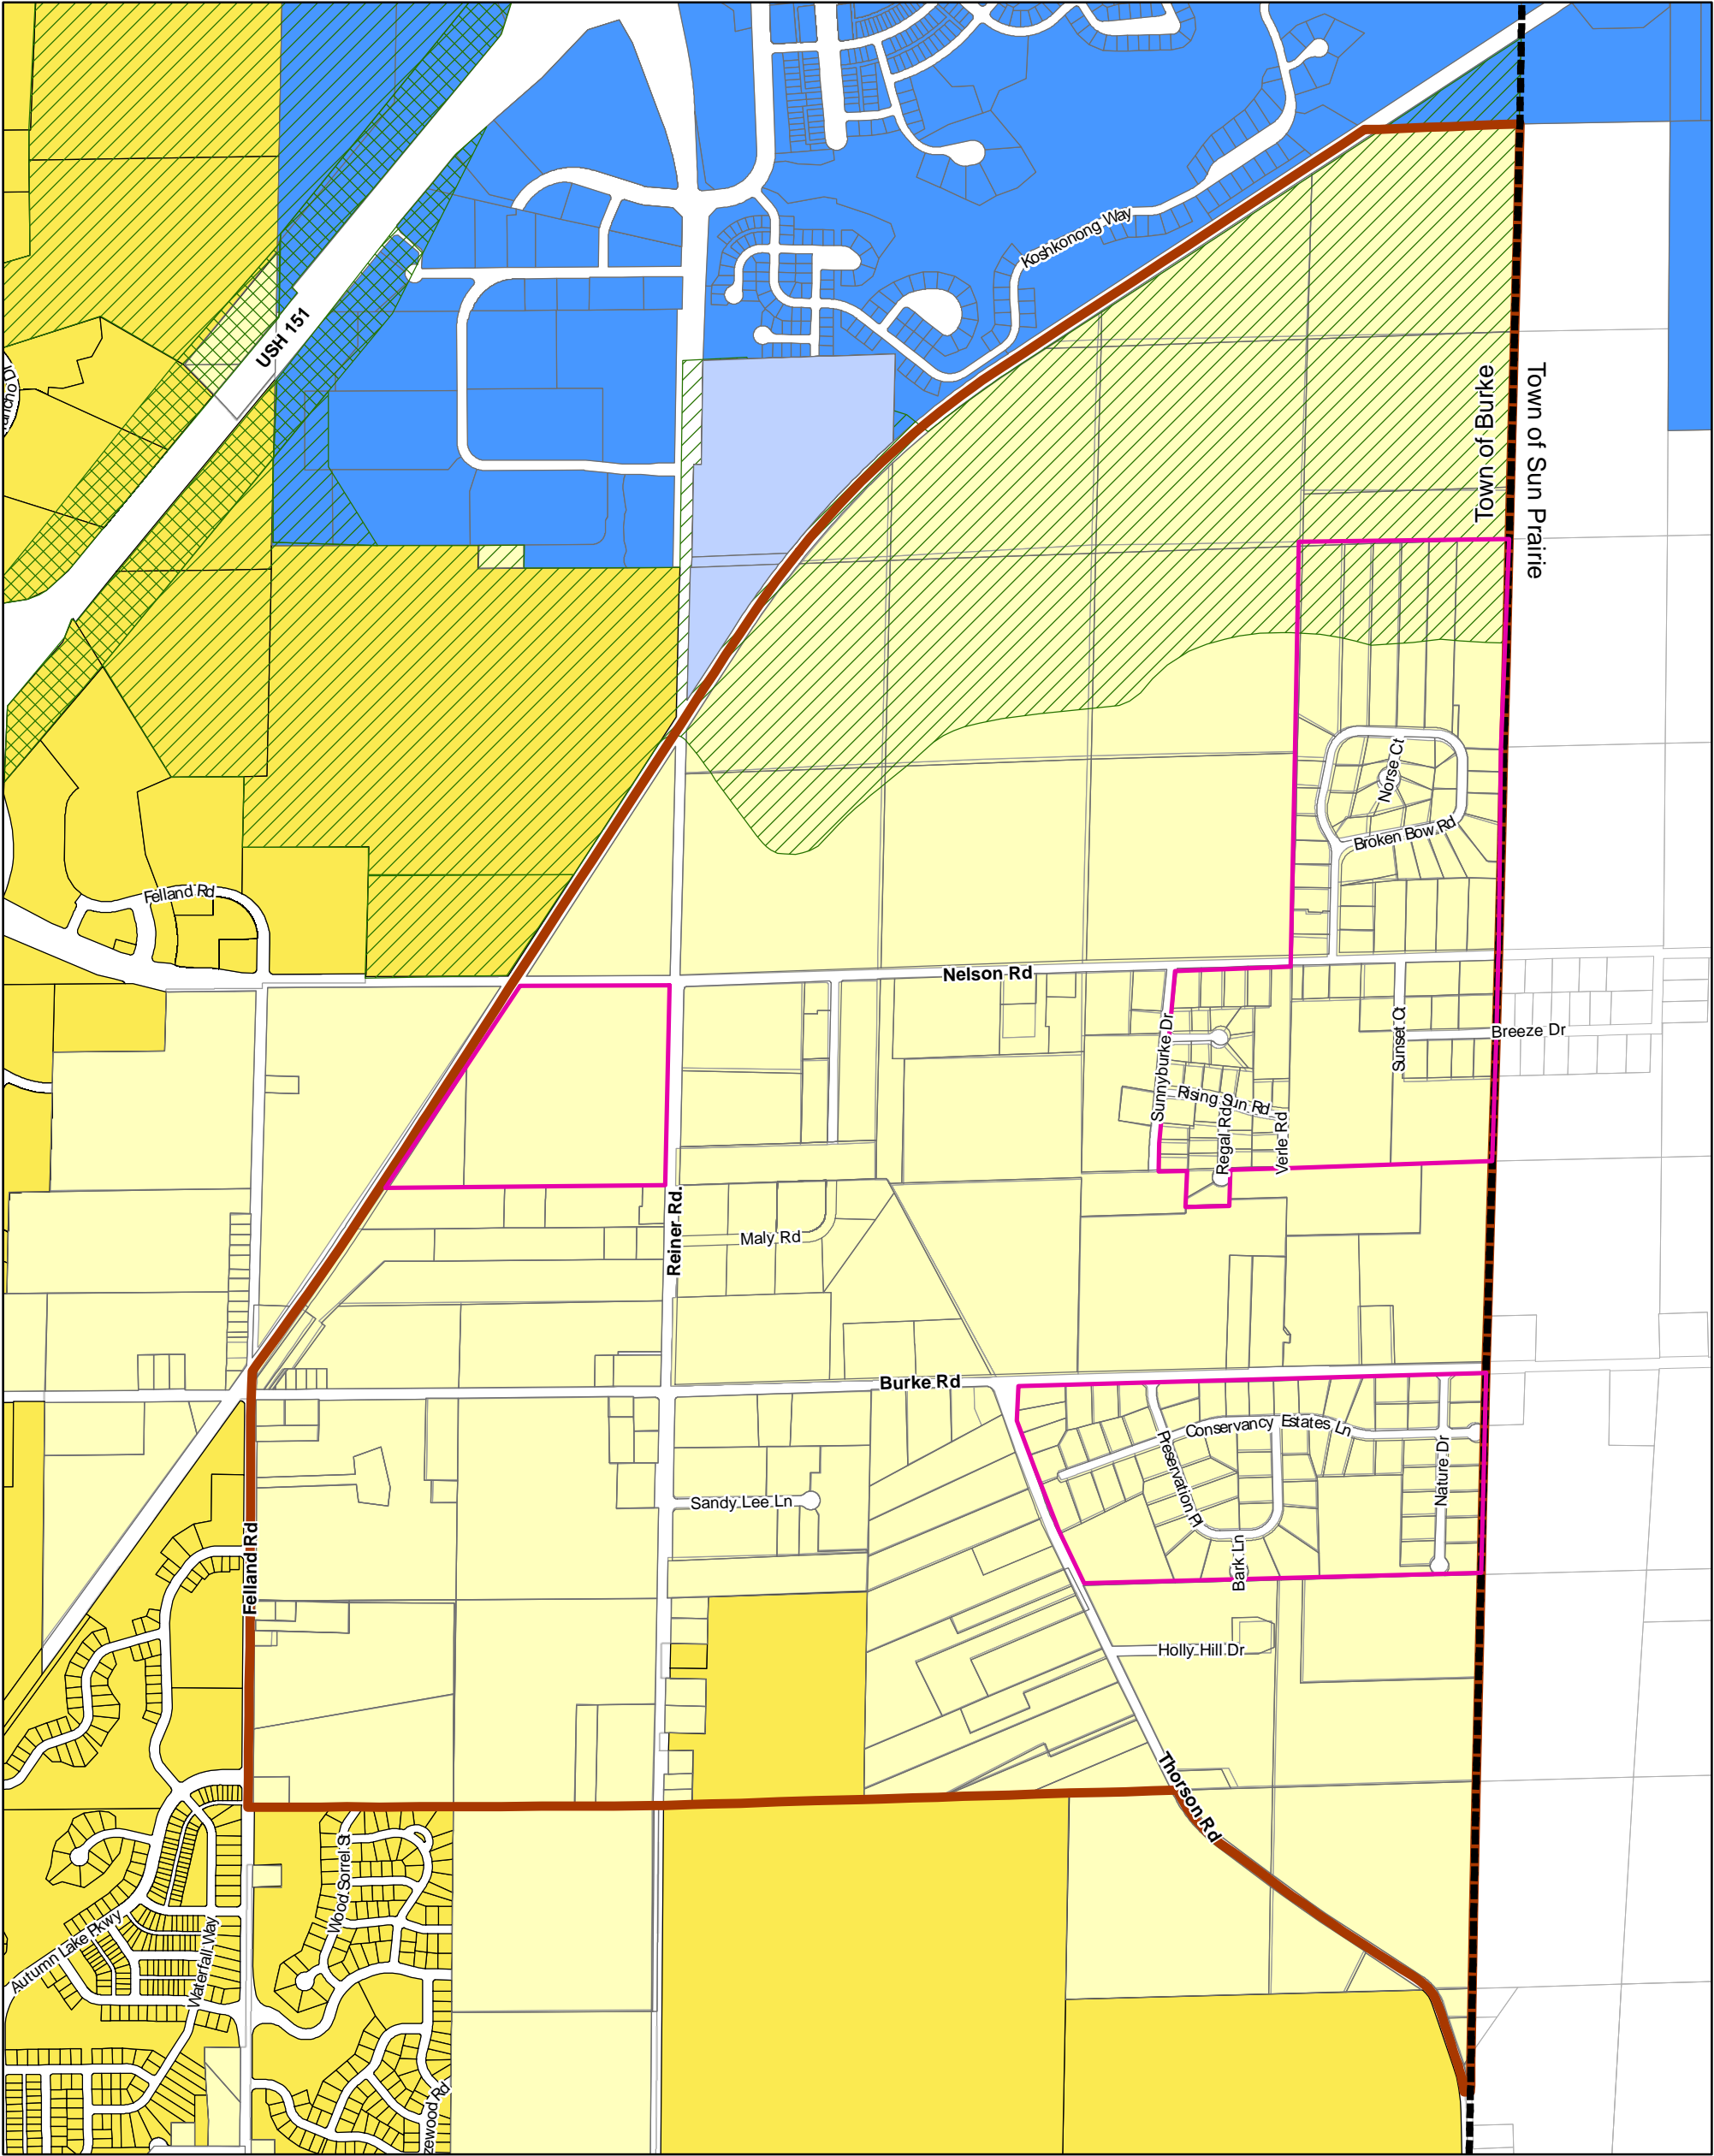 Koshkonong Way
USH 151
Town of Burke
Town of Sun Prairie
Norse Ct
Broken Bow Rd
Felland Rd
Nelson Rd
Sunnyburke Dr
Sunset Ct
Breeze Dr
Rising Sun Rd
Regal Rd
Verle Rd
Reiner Rd.
Maly Rd
Burke Rd
Conservancy Estates Ln
Preservation Pl
Nature Dr
Sandy Lee Ln
Felland Rd
Bark Ln
Holly Hill Dr
Thorson Rd
Wood Sorrel St
Autumn Lake Pkwy
Waterfall Way
zewood Rd